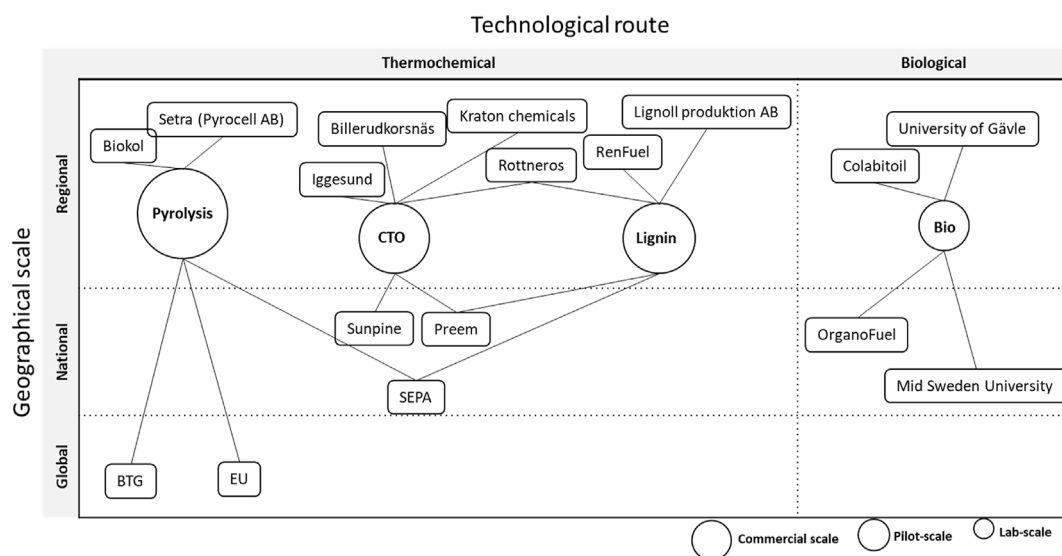 Technological route
Thermochemical
Biological
Geographical scale
Regional
National
Global
Setra (Pyrocell AB)
Biokol
Pyrolysis
Billerudkorsnäs
Kraton chemicals
Iggesund
Rottneros
CTO
RenFuel
Lignoll produktion AB
Lignin
University of Gävle
Colabitoil
Bio
Sunpine
Preem
SEPA
OrganoFuel
Mid Sweden University
BTG
EU
Commercial scale
Pilot-scale
Lab-scale